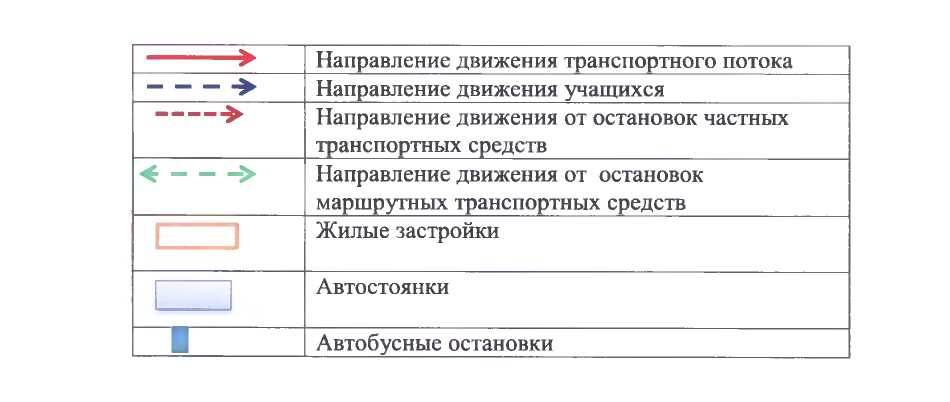 Направление движения транспортного потока
Направление движения учащихся
Направление движения от остановок частных
транспортных средств
Направление движения от остановок
маршрутных транспортных средств
Жилые застройки
Автостоянки
Автобусные остановки